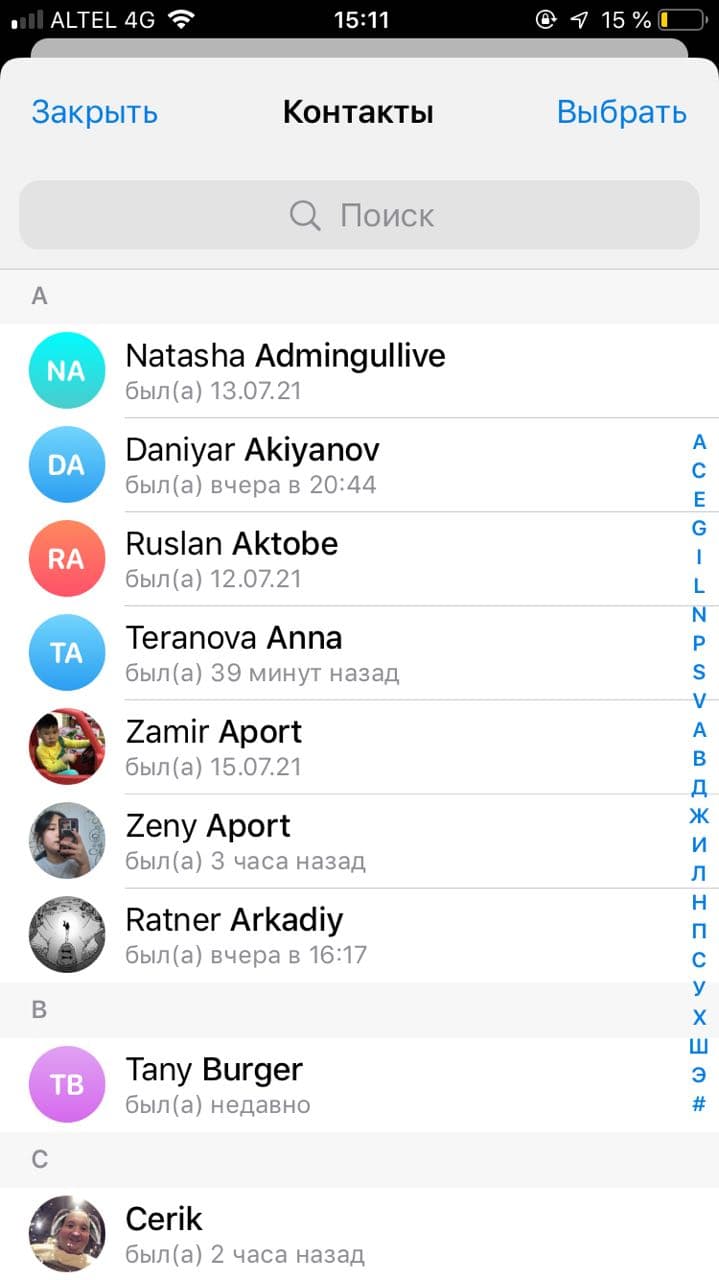 ALTEL 4G 15:11 15 %
Закрыть Контакты Выбрать
Поиск
A
NA
Natasha Admingullive
был(а) 13.07.21
DA
Daniyar Akiyanov
был(а) вчера в 20:44
RA
Ruslan Aktobe
был(а) 12.07.21
TA
Teranova Anna
был(а) 39 минут назад
Zamir Aport
был(а) 15.07.21
Zeny Aport
был(а) 3 часа назад
Ratner Arkadiy
был(а) вчера в 16:17
B
TB
Tany Burger
был(а) недавно
C
Cerik
был(а) 2 часа назад
A
C
E
G
I
L
N
P
S
V
А
В
Д
Ж
И
Л
Н
П
С
У
Х
Ш
Э
#